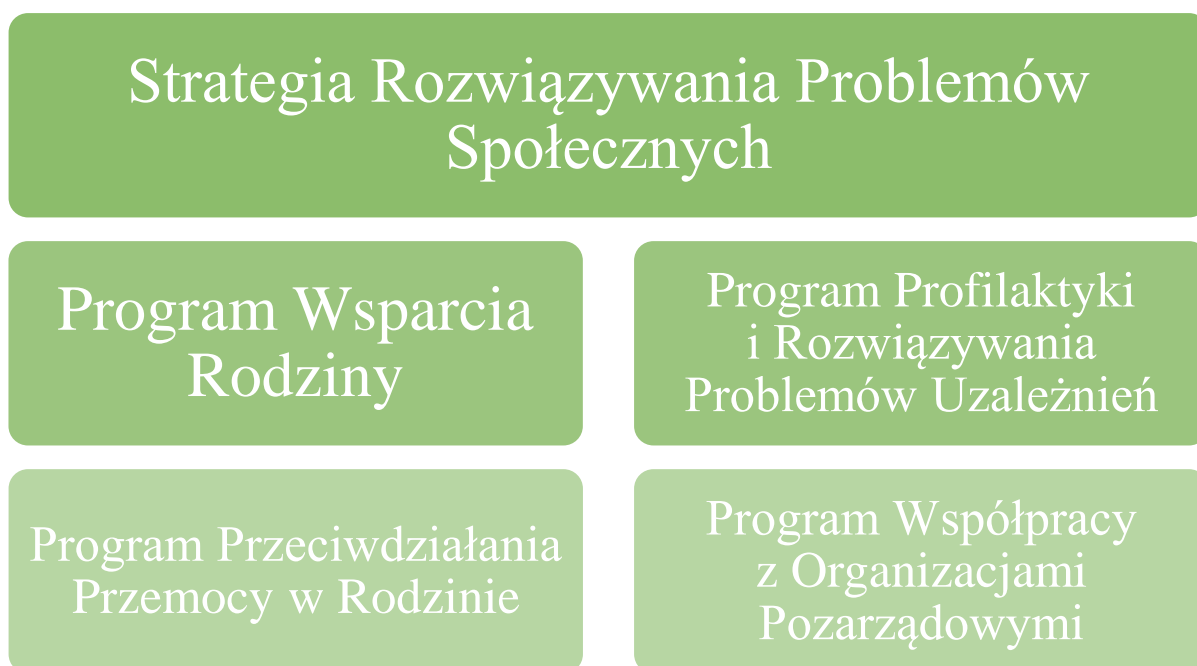 Strategia Rozwiązywania Problemów
Społecznych
Program Wsparcia
Rodziny
Program Profilaktyki
i Rozwiązywania
Problemów Uzależnień
Program Przeciwdziałania
Przemocy w Rodzinie
Program Współpracy
z Organizacjami
Pozarządowymi